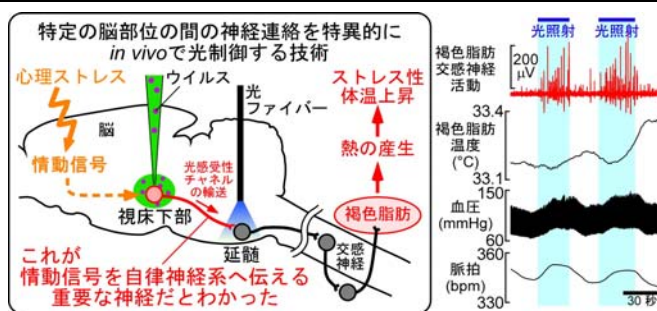 特定の脳部位の間の神経連絡を特異的に
in vivoで光制御する技術
心理ストレス
ウイルス
光
ファイバー
ストレス性
体温上昇
脳
情動信号
光感受性
チャネル
の輸送
熱の産生
視床下部
延髄
褐色脂肪
交感
神経
これが
情動信号を自律神経系へ伝える
重要な神経だとわかった
光照射
光照射
褐色脂肪
交感神経
活動
200
μV
33.4
褐色脂肪
温度
(°C)
33.1
150
血圧
(mmHg)
60
360
脈拍
(bpm)
330
30 秒